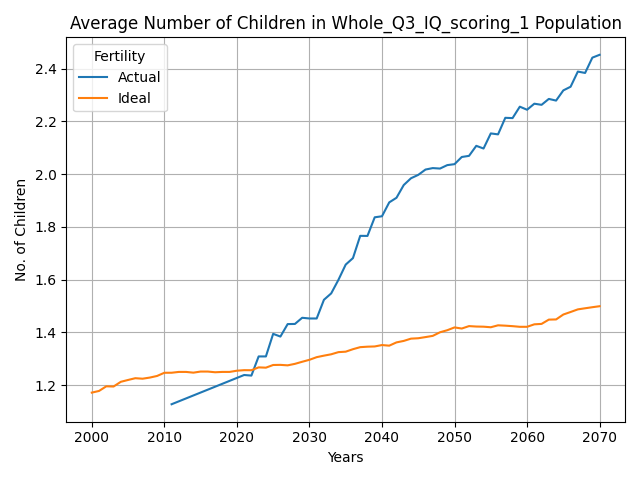 Average Number of Children in Whole_Q3_IQ_scoring_1 Population
Fertility
Actual
Ideal
No. of Children
2.4
2.2
2.0
1.8
1.6
1.4
1.2
2000 2010 2020 2030 2040 2050 2060 2070
Years